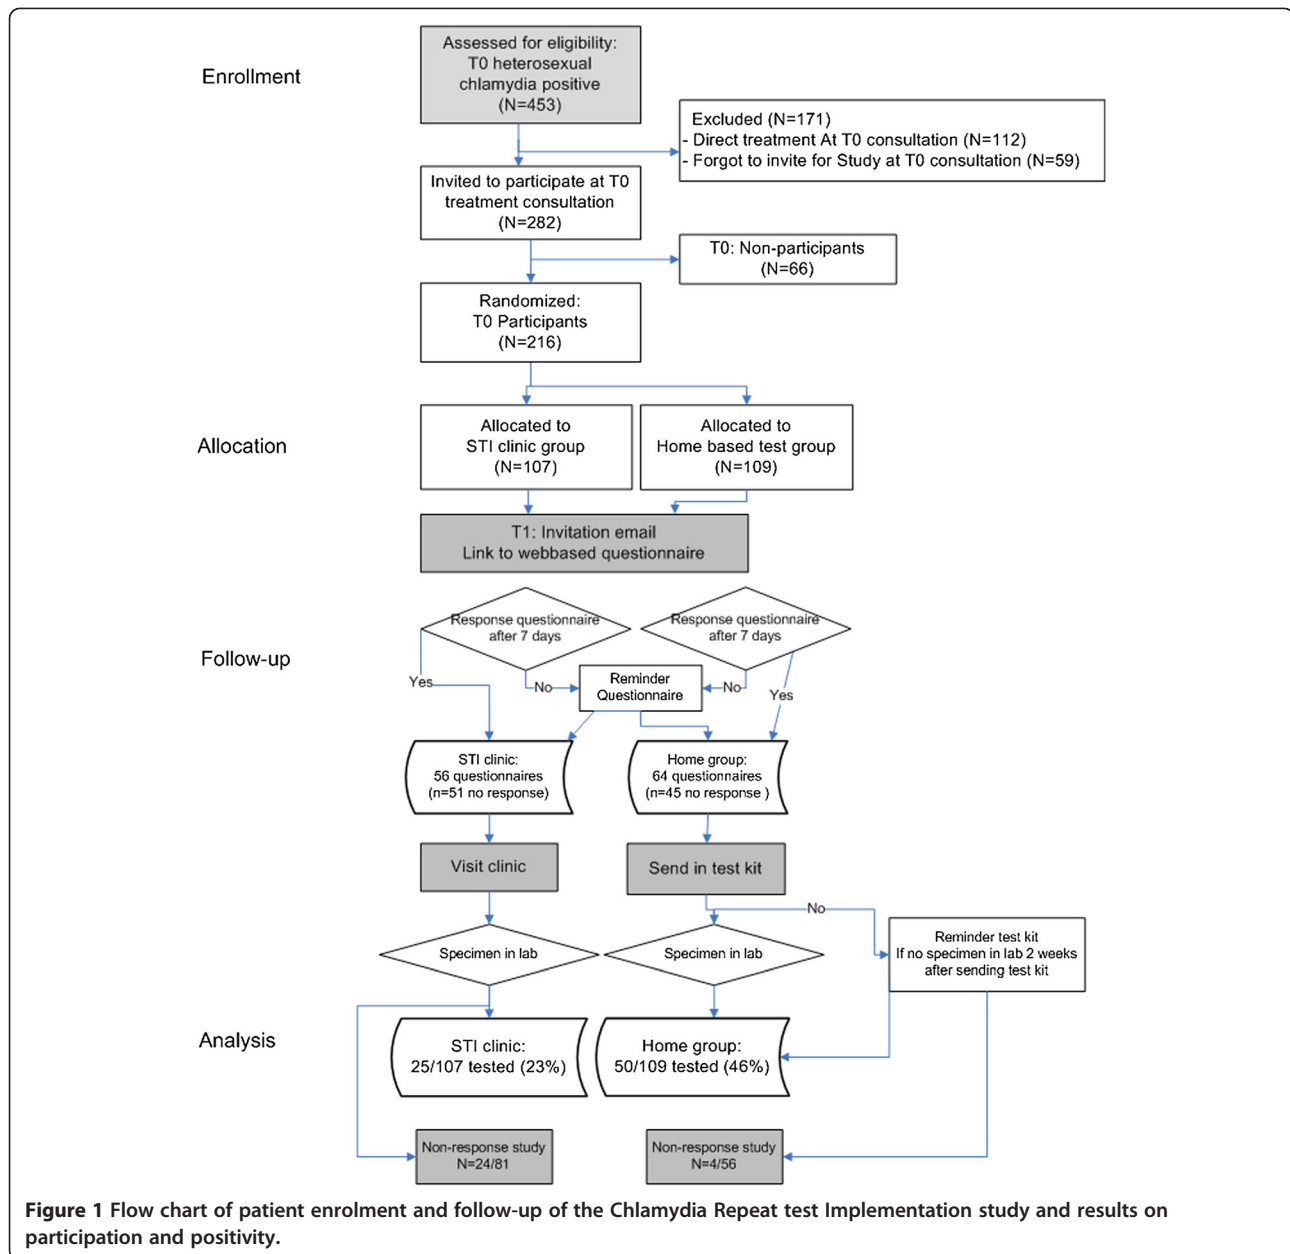 Enrollment
Assessed for eligibility:
T0 heterosexual
chlamydia positive
(N=453)
Excluded (N=171)
- Direct treatment At T0 consultation (N=112)
- Forgot to invite for Study at T0 consultation (N=59)
Invited to participate at T0
treatment consultation
(N=282)
T0: Non-participants
(N=66)
Randomized:
T0 Participants
(N=216)
Allocation
Allocated to
STI clinic group
(N=107)
Allocated to
Home based test group
(N=109)
T1: Invitation email
Link to webbased questionnaire
Follow-up
Response questionnaire
after 7 days
Response questionnaire
after 7 days
Yes
No
Reminder
Questionnaire
No
Yes
STI clinic:
56 questionnaires
(n=51 no response)
Home group:
64 questionnaires
(n=45 no response )
Visit clinic
Send in test kit
No
Specimen in lab
Specimen in lab
Reminder test kit
If no specimen in lab 2 weeks
after sending test kit
Analysis
STI clinic:
25/107 tested (23%)
Home group:
50/109 tested (46%)
Non-response study
N=24/81
Non-response study
N=4/56
Figure 1 Flow chart of patient enrolment and follow-up of the Chlamydia Repeat test Implementation study and results on
participation and positivity.